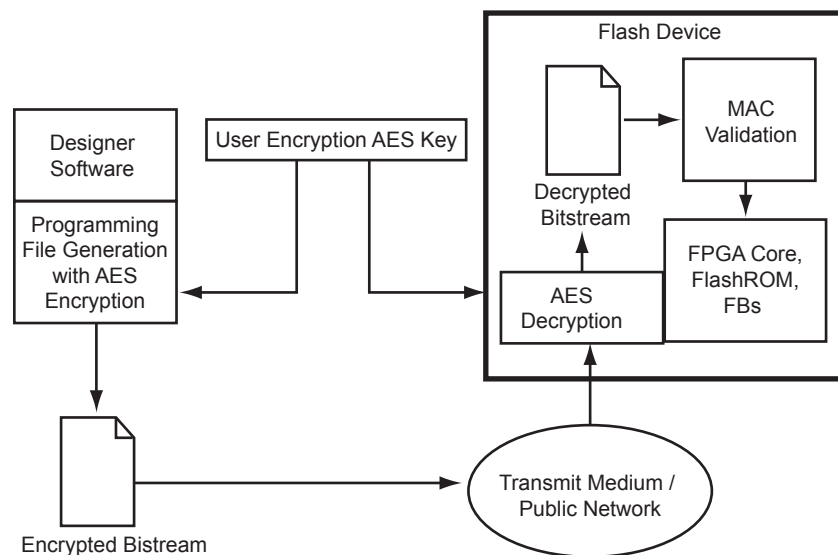 Flash Device
MAC
Validation
Decrypted
Bitstream
FPGA Core,
FlashROM,
FBs
AES
Decryption
User Encryption AES Key
Designer
Software
Programming
File Generation
with AES
Encryption
Transmit Medium /
Public Network
Encrypted Bistream